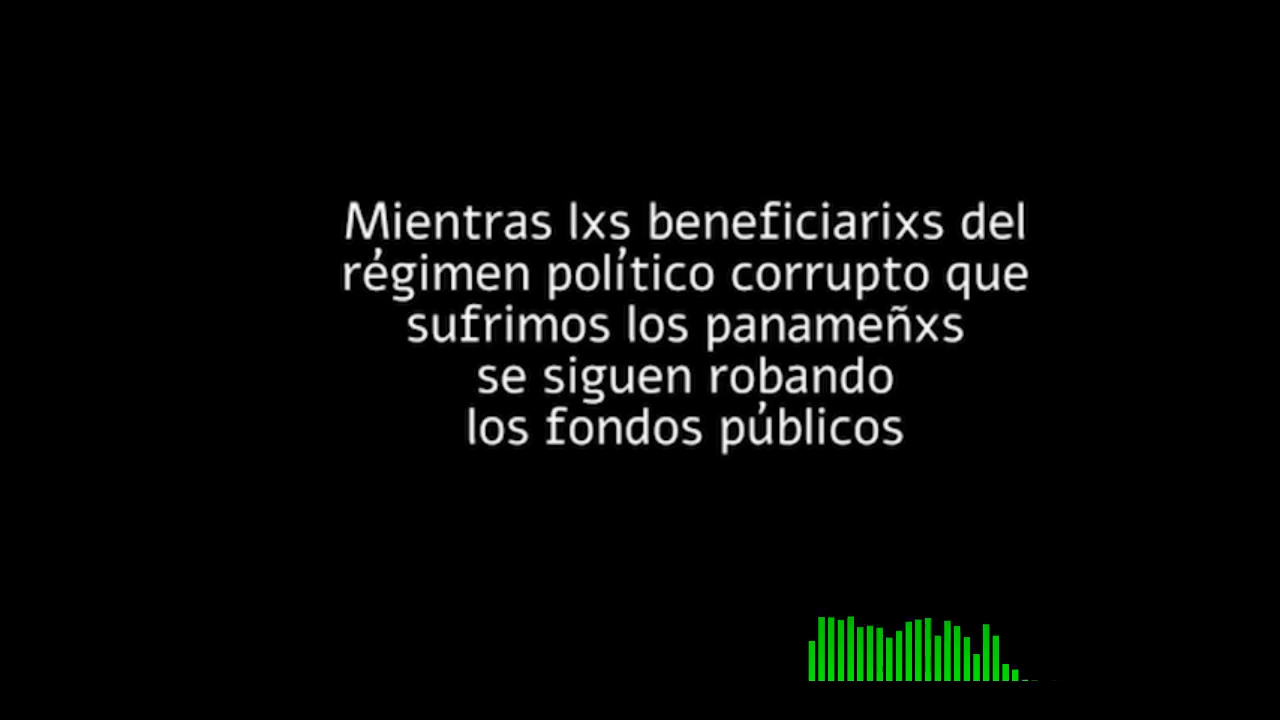 Mientras lxs beneficiarixs del
régimen político corrupto que
sufrimos los panameñxs
se siguen robando
los fondos públicos